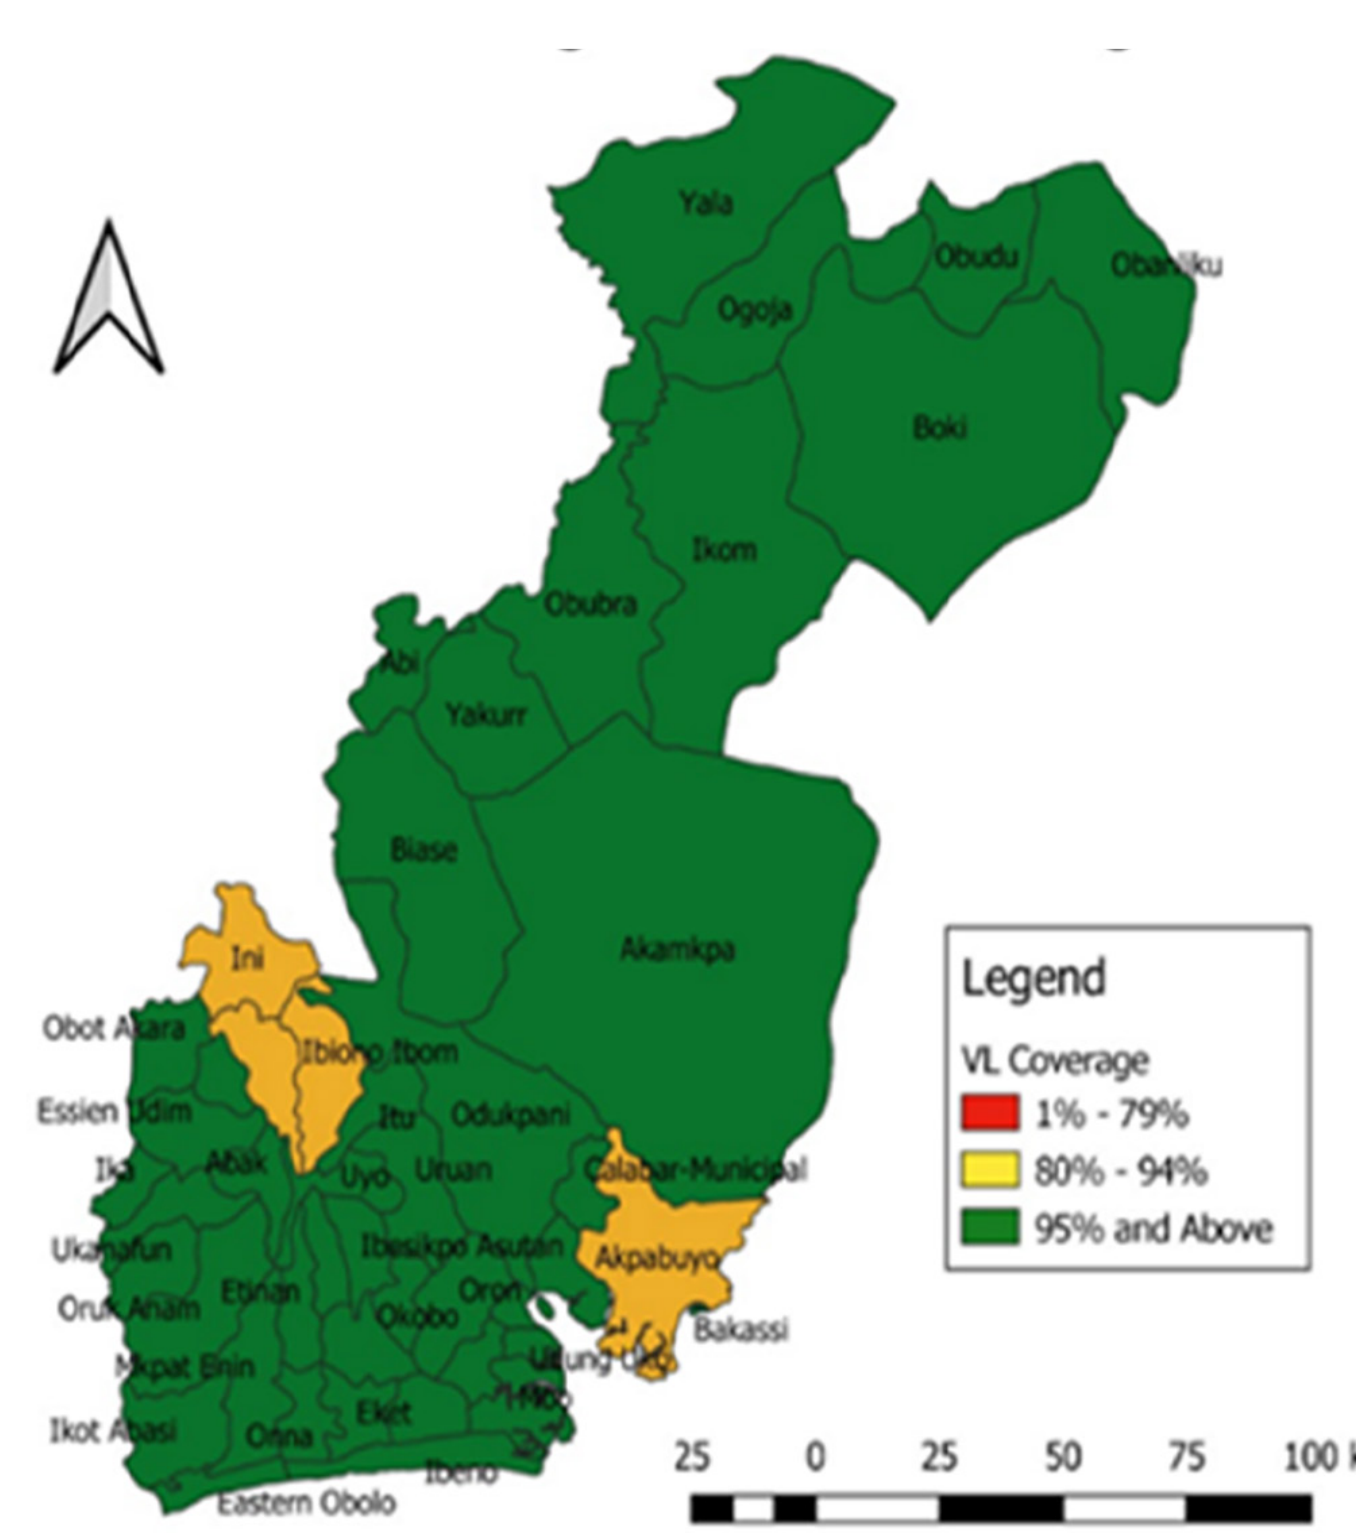 Yala
Obudu
Obanliku
Ogoja
Boki
Ikom
Obubra
Abi
Yakurr
Biase
Akamkpa
Ini
Legend
VL Coverage
1% - 79%
80% - 94%
95% and Above
Obot Akara
Ibiono Ibom
Essien Udim
Itu
Odukpani
Ika
Abak
Uyo
Uruan
Calabar-Municipal
Ukanafun
Ibesikpo Asutan
Akpabuyo
Etinan
Oron
Oruk Anam
Okobo
Bakassi
Mkpat Enin
Udung Uko
Mbo
Ikot Abasi
Eket
Onna
Ibeno
Eastern Obolo
25 0 25 50 75 100